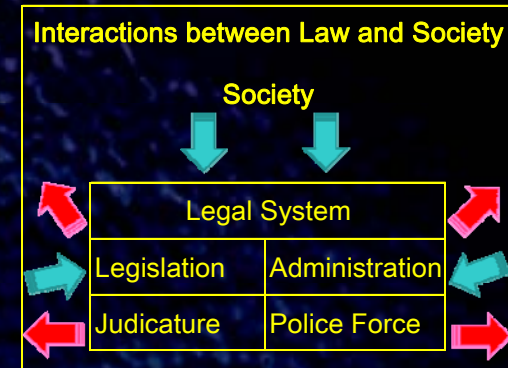 Interactions between Law and Society
Society
Legal System
Legislation Administration
Judicature Police Force